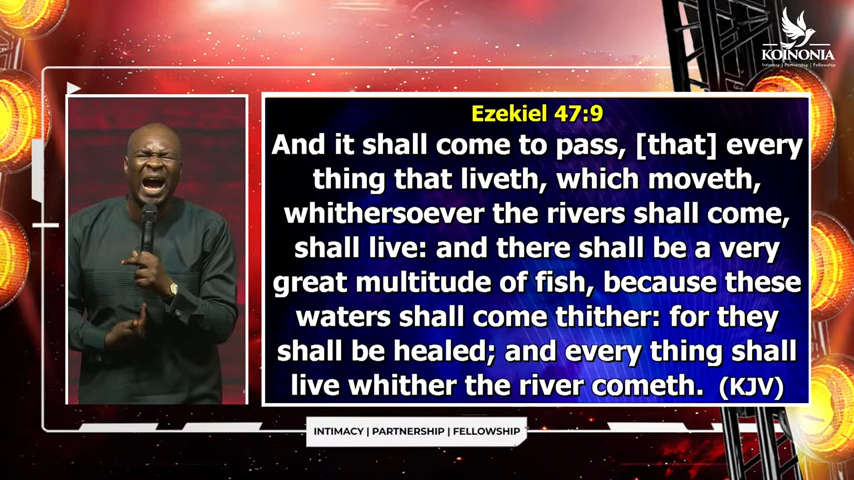 KOINONIA
Intimacy | Partnership | Fellowship
Ezekiel 47:9
And it shall come to pass, [that] every
thing that liveth, which moveth,
whithersoever the rivers shall come,
shall live: and there shall be a very
great multitude of fish, because these
waters shall come thither: for they
shall be healed; and every thing shall
live whither the river cometh. (KJV)
INTIMACY | PARTNERSHIP | FELLOWSHIP